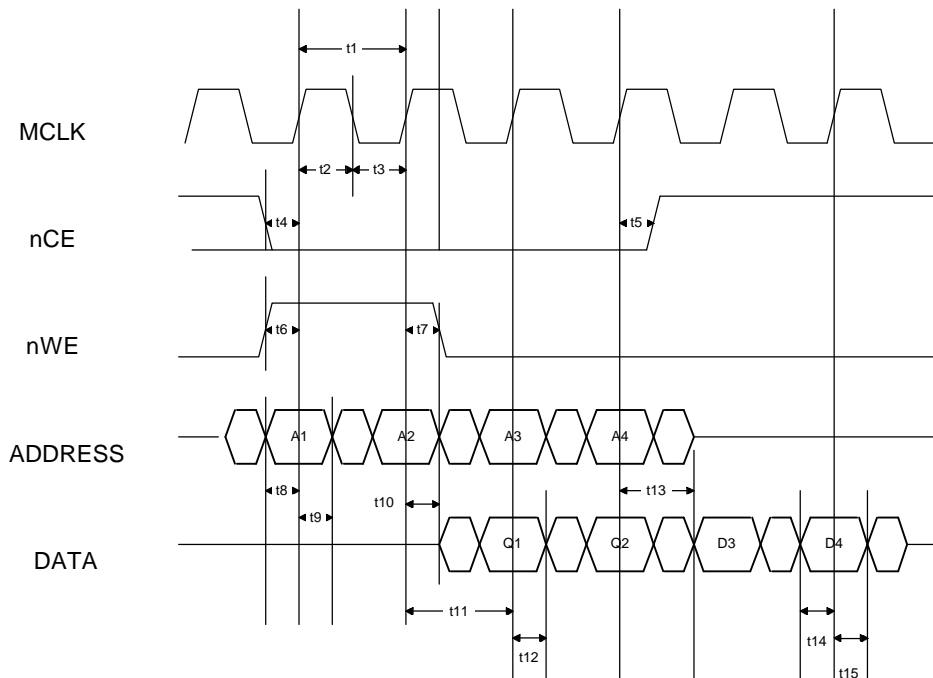 t1
MCLK
t2 t3
t4 t5
nCE
t6 t7
nWE
A1 A2 A3 A4
ADDRESS
t8 t9 t10 t13
Q1 Q2 D3 D4
DATA
t11
t12 t14 t15